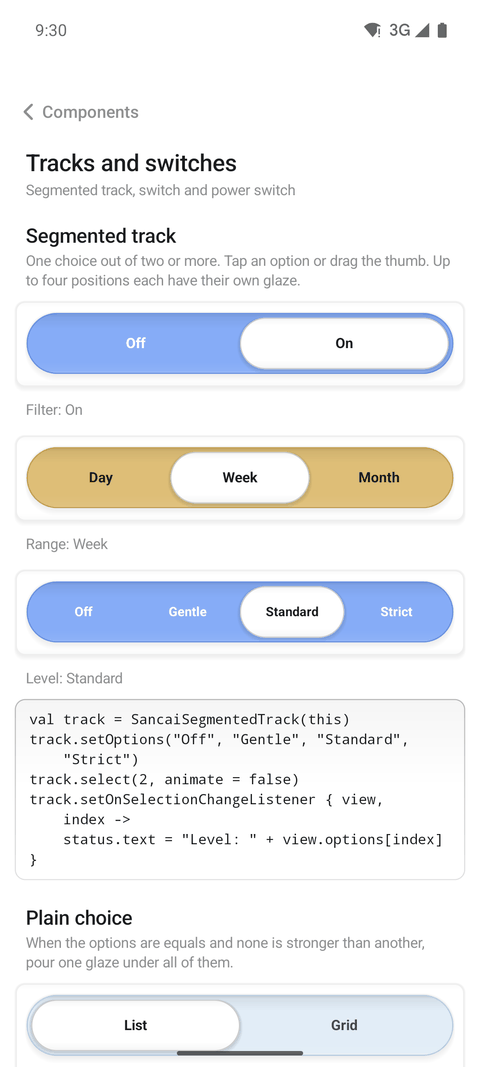 9:30
3G
Components
Tracks and switches
Segmented track, switch and power switch
Segmented track
One choice out of two or more. Tap an option or drag the thumb. Up
to four positions each have their own glaze.
Off On
Filter: On
Day Week Month
Range: Week
Off Gentle Standard Strict
Level: Standard
val track = SancaiSegmentedTrack(this)
track.setOptions("Off", "Gentle", "Standard",
    "Strict")
track.select(2, animate = false)
track.setOnSelectionChangeListener { view,
    index ->
    status.text = "Level: " + view.options[index]
}
Plain choice
When the options are equals and none is stronger than another,
pour one glaze under all of them.
List Grid